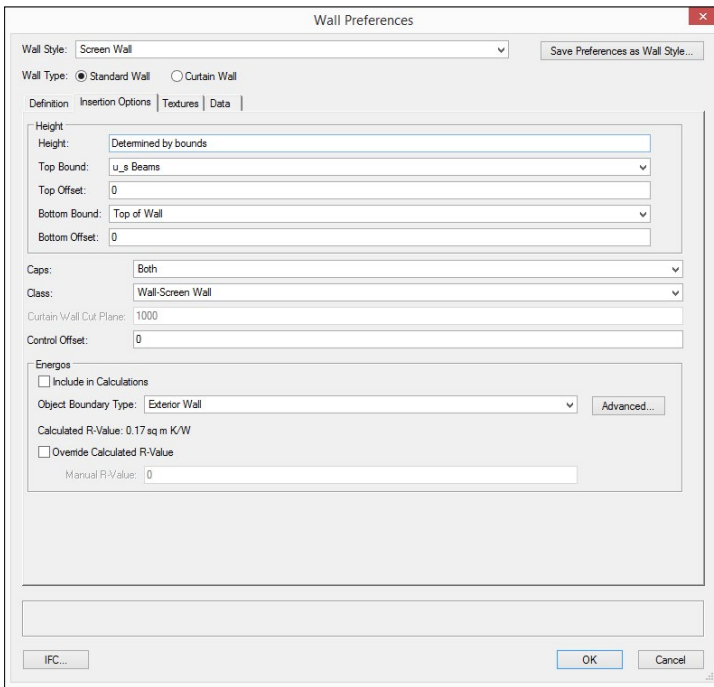 Wall Preferences
Wall Style: Screen Wall Save Preferences as Wall Style...
Wall Type: Standard Wall Curtain Wall
Definition Insertion Options Textures Data
Height
Height: Determined by bounds
Top Bound: u_s Beams
Top Offset: 0
Bottom Bound: Top of Wall
Bottom Offset: 0
Caps: Both
Class: Wall-Screen Wall
Curtain Wall Cut Plane: 1000
Control Offset: 0
Energos
Include in Calculations
Object Boundary Type: Exterior Wall Advanced...
Calculated R-Value: 0.17 sq m K/W
Override Calculated R-Value
Manual R-Value: 0
IFC... OK Cancel